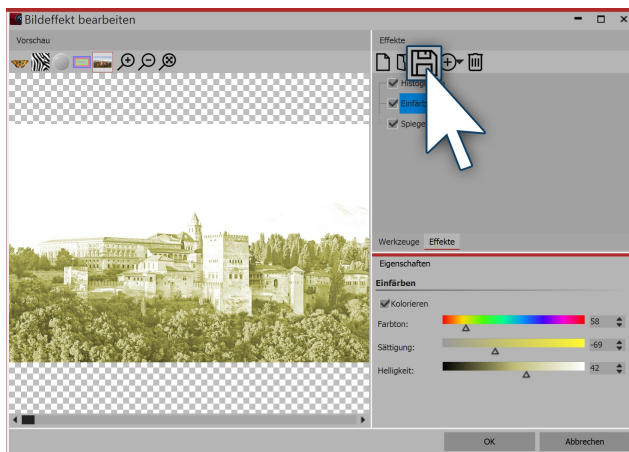 Bildeffekt bearbeiten
Vorschau
Effekte
Werkzeuge Effekte
Eigenschaften
Einfärben
Kolorieren
Farbton: 58
Sättigung: -69
Helligkeit: 42
OK Abbrechen